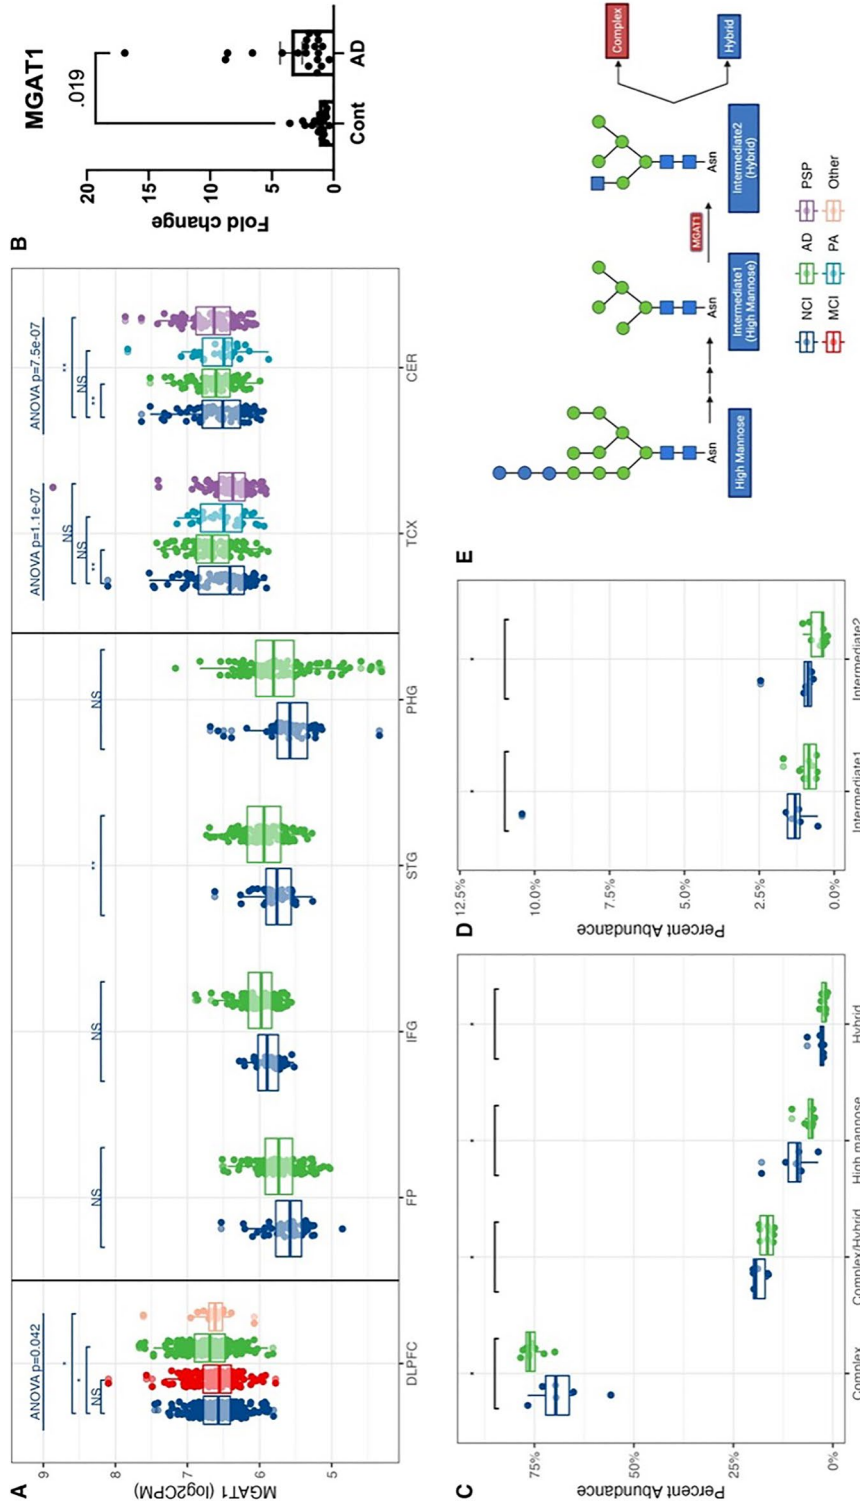 A
MGAT1 (log2CPM)
9
8
7
6
5
ANOVA p=0.042
*
*
NS
DLPFC
NS
FP
NS
IFG
**
STG
NS
PHG
ANOVA p=1.1e-07
NS
NS
**
TCX
ANOVA p=7.5e-07
**
NS
**
CER
B
MGAT1
Fold change
20
15
10
5
0
.019
Cont
AD
C
Percent Abundance
75%
50%
25%
0%
Complex
Complex/Hybrid
High mannose
Hybrid
D
Percent Abundance
12.5%
10.0%
7.5%
5.0%
2.5%
0.0%
Intermediate1
Intermediate2
E
Asn
High Mannose
Asn
Intermediate1
(High Mannose)
MGAT1
Asn
Intermediate2
(Hybrid)
Complex
Hybrid
NCI
AD
PSP
MCI
PA
Other